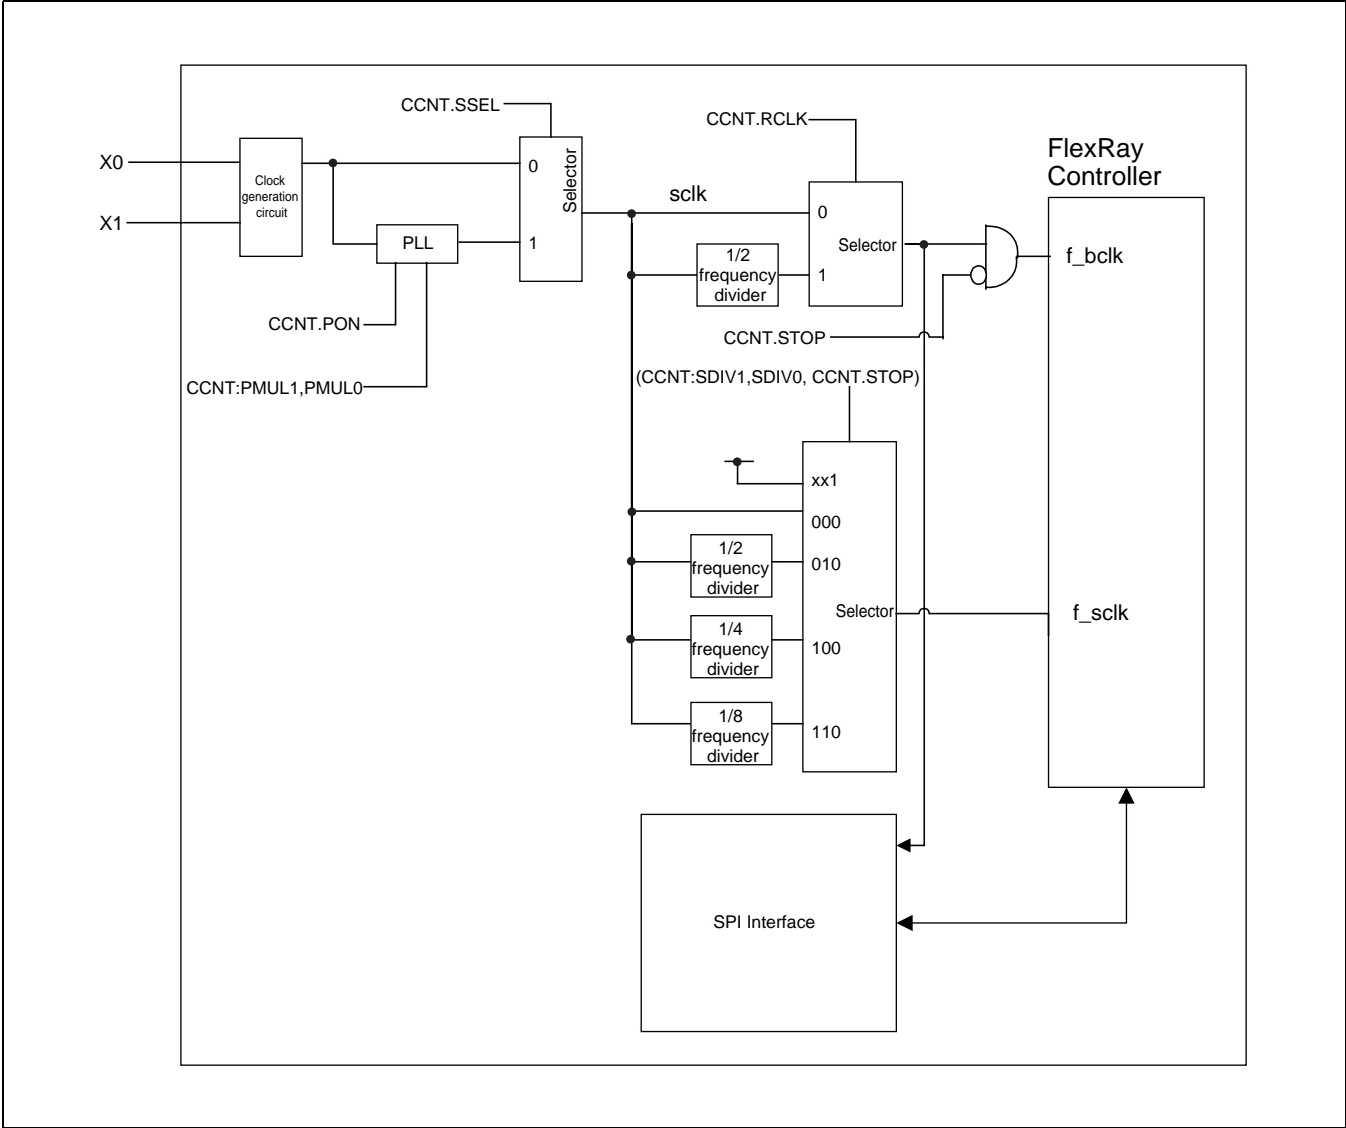 CCNT.SSEL
CCNT.RCLK
FlexRay
Controller
X0
X1
Clock
generation
circuit
0
Selector
1
PLL
sclk
0
Selector
1
1/2
frequency
divider
f_bclk
CCNT.PON
CCNT.STOP
CCNT:PMUL1,PMUL0
(CCNT:SDIV1,SDIV0, CCNT.STOP)
xx1
000
1/2
frequency
divider
010
Selector
f_sclk
1/4
frequency
divider
100
1/8
frequency
divider
110
SPI Interface